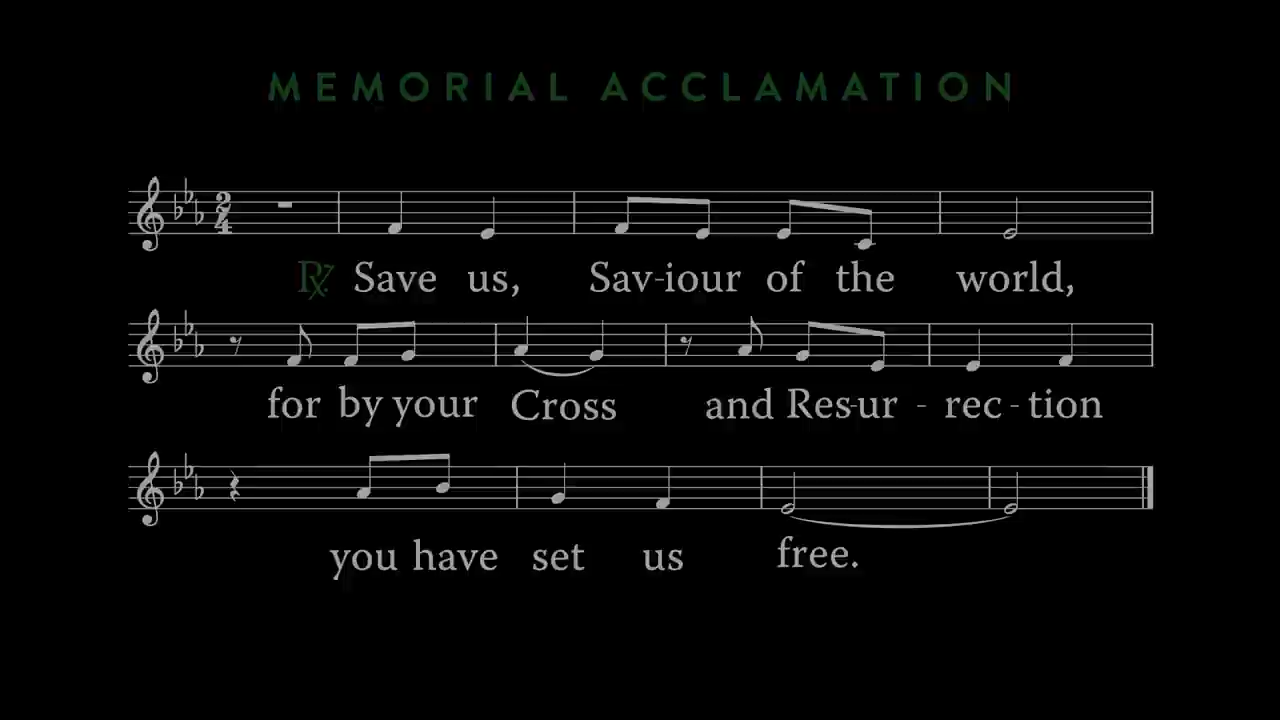 MEMORIAL ACCLAMATION
℟. Save us, Sav-iour of the world,
for by your Cross and Res-ur - rec - tion
you have set us free.